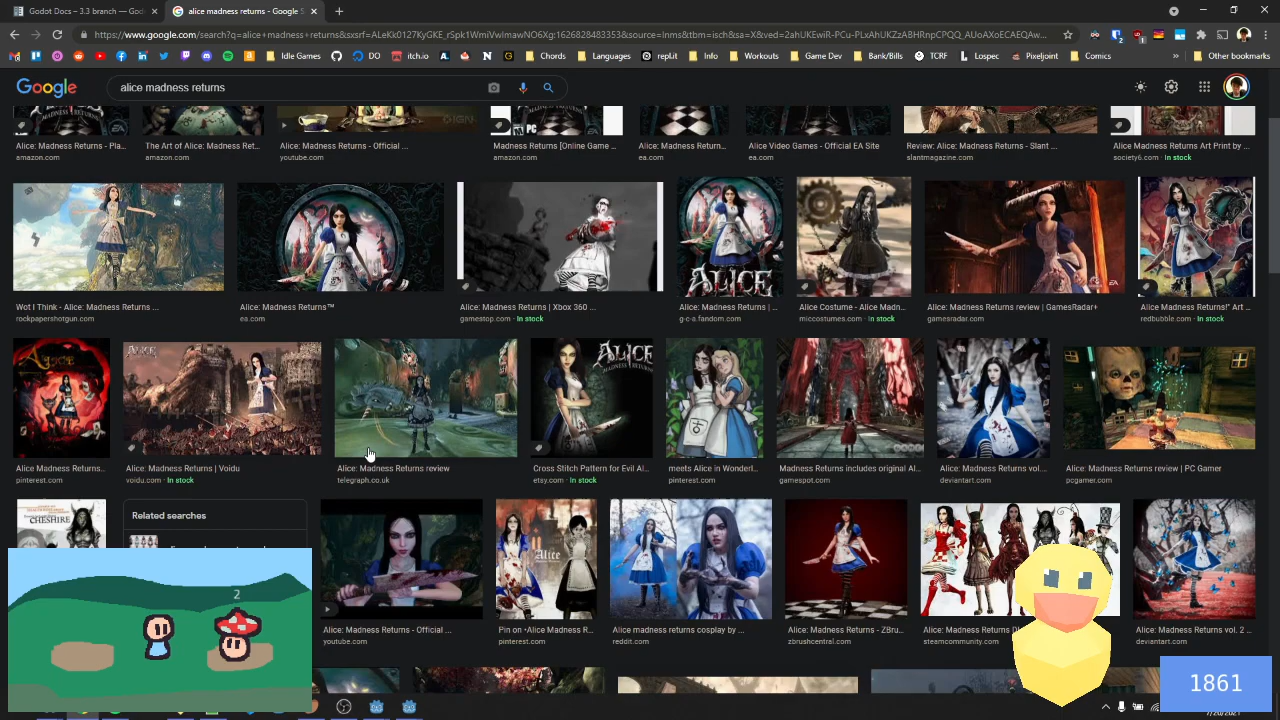 Godot Docs – 3.3 branch — God
alice madness returns - Google S
https://www.google.com/search?q=alice+madness+returns&sxsrf=ALeKk0127KyGKE_rSpk1WmiVwlmawNO6Xg:1626828483353&source=lnms&tbm=isch&sa=X&ved=2ahUKEwiR-PCu-PLxAhUKZzABHRnpCPQQ_AUoAXoECAEQAw...
Idle Games
DO
itch.io
Chords
Languages
repl.it
Info
Workouts
Game Dev
Bank/Bills
TCRF
Lospec
Pixeljoint
Comics
Other bookmarks
Google
alice madness returns
Alice: Madness Returns - Pla...
amazon.com
The Art of Alice: Madness Ret...
amazon.com
Alice: Madness Returns - Official ...
youtube.com
Madness Returns [Online Game ...
amazon.com
Alice: Madness Return...
ea.com
Alice Video Games - Official EA Site
ea.com
Review: Alice: Madness Returns - Slant ...
slantmagazine.com
Alice Madness Returns Art Print by ...
society6.com · In stock
ALICE
Wot I Think - Alice: Madness Returns ...
rockpapershotgun.com
Alice: Madness Returns™
ea.com
Alice: Madness Returns | Xbox 360 ...
gamestop.com · In stock
Alice: Madness Returns | ...
g-c-s.fandom.com
Alice Costume - Alice Madn...
miccostumes.com · In stock
Alice: Madness Returns review | GamesRadar+
gamesradar.com
Alice Madness Returns!" Art ...
redbubble.com · In stock
ALICE
MADNESS RETURNS
Alice Madness Returns...
pinterest.com
Alice: Madness Returns | Voidu
voidu.com · In stock
Alice: Madness Returns review
telegraph.co.uk
Cross Stitch Pattern for Evil Al...
etsy.com · In stock
meets Alice in Wonderl...
pinterest.com
Madness Returns includes original Al...
gamespot.com
Alice: Madness Returns vol....
deviantart.com
Alice: Madness Returns review | PC Gamer
pcgamer.com
CHESHIRE
Related searches
Alice
Alice: Madness Returns - Official ...
youtube.com
Pin on •Alice Madness R...
pinterest.com
Alice madness returns cosplay by ...
reddit.com
Alice: Madness Returns - ZBru...
zbrushcentral.com
Alice: Madness Returns Dl
steamcommunity.com
Alice: Madness Returns vol. 2 ...
deviantart.com
2
1861
7/20/2021